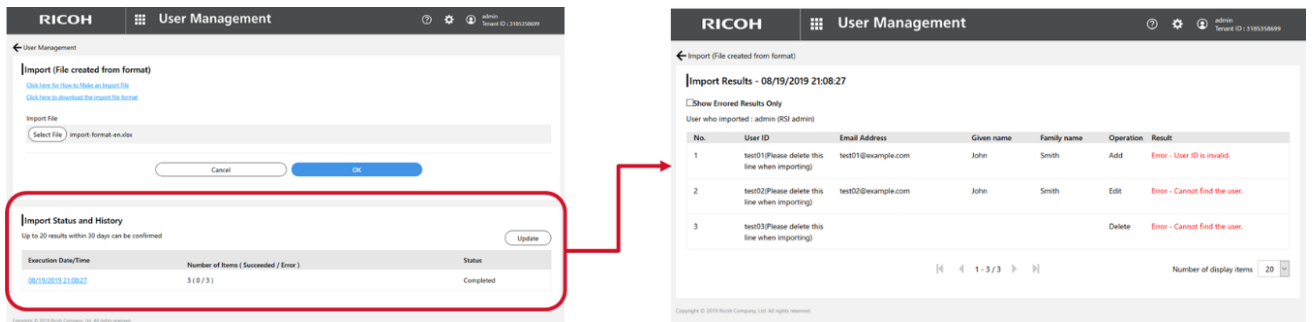 RICOH User Management admin
Tenant ID : 3185358699
User Management
Import (File created from format)
Click here for How to Make an Import File
Click here to download the import file format
Import File
Select File import-format-en.xlsx
Cancel OK
Import Status and History
Up to 20 results within 30 days can be confirmed
Update
Execution Date/Time Number of Items ( Succeeded / Error ) Status
08/19/2019 21:08:27 3 ( 0 / 3 ) Completed
Copyright © 2019 Ricoh Company, Ltd. All rights reserved.
RICOH User Management admin
Tenant ID : 3185358699
Import (File created from format)
Import Results - 08/19/2019 21:08:27
Show Errored Results Only
User who imported : admin (RSI admin)
No. User ID Email Address Given name Family name Operation Result
1 test01(Please delete this test01@example.com John Smith Add Error - User ID is invalid.
line when importing)
2 test02(Please delete this test02@example.com John Smith Edit Error - Cannot find the user.
line when importing)
3 test03(Please delete this Delete Error - Cannot find the user.
line when importing)
1 - 3 / 3 Number of display items 20
Copyright © 2019 Ricoh Company, Ltd. All rights reserved.